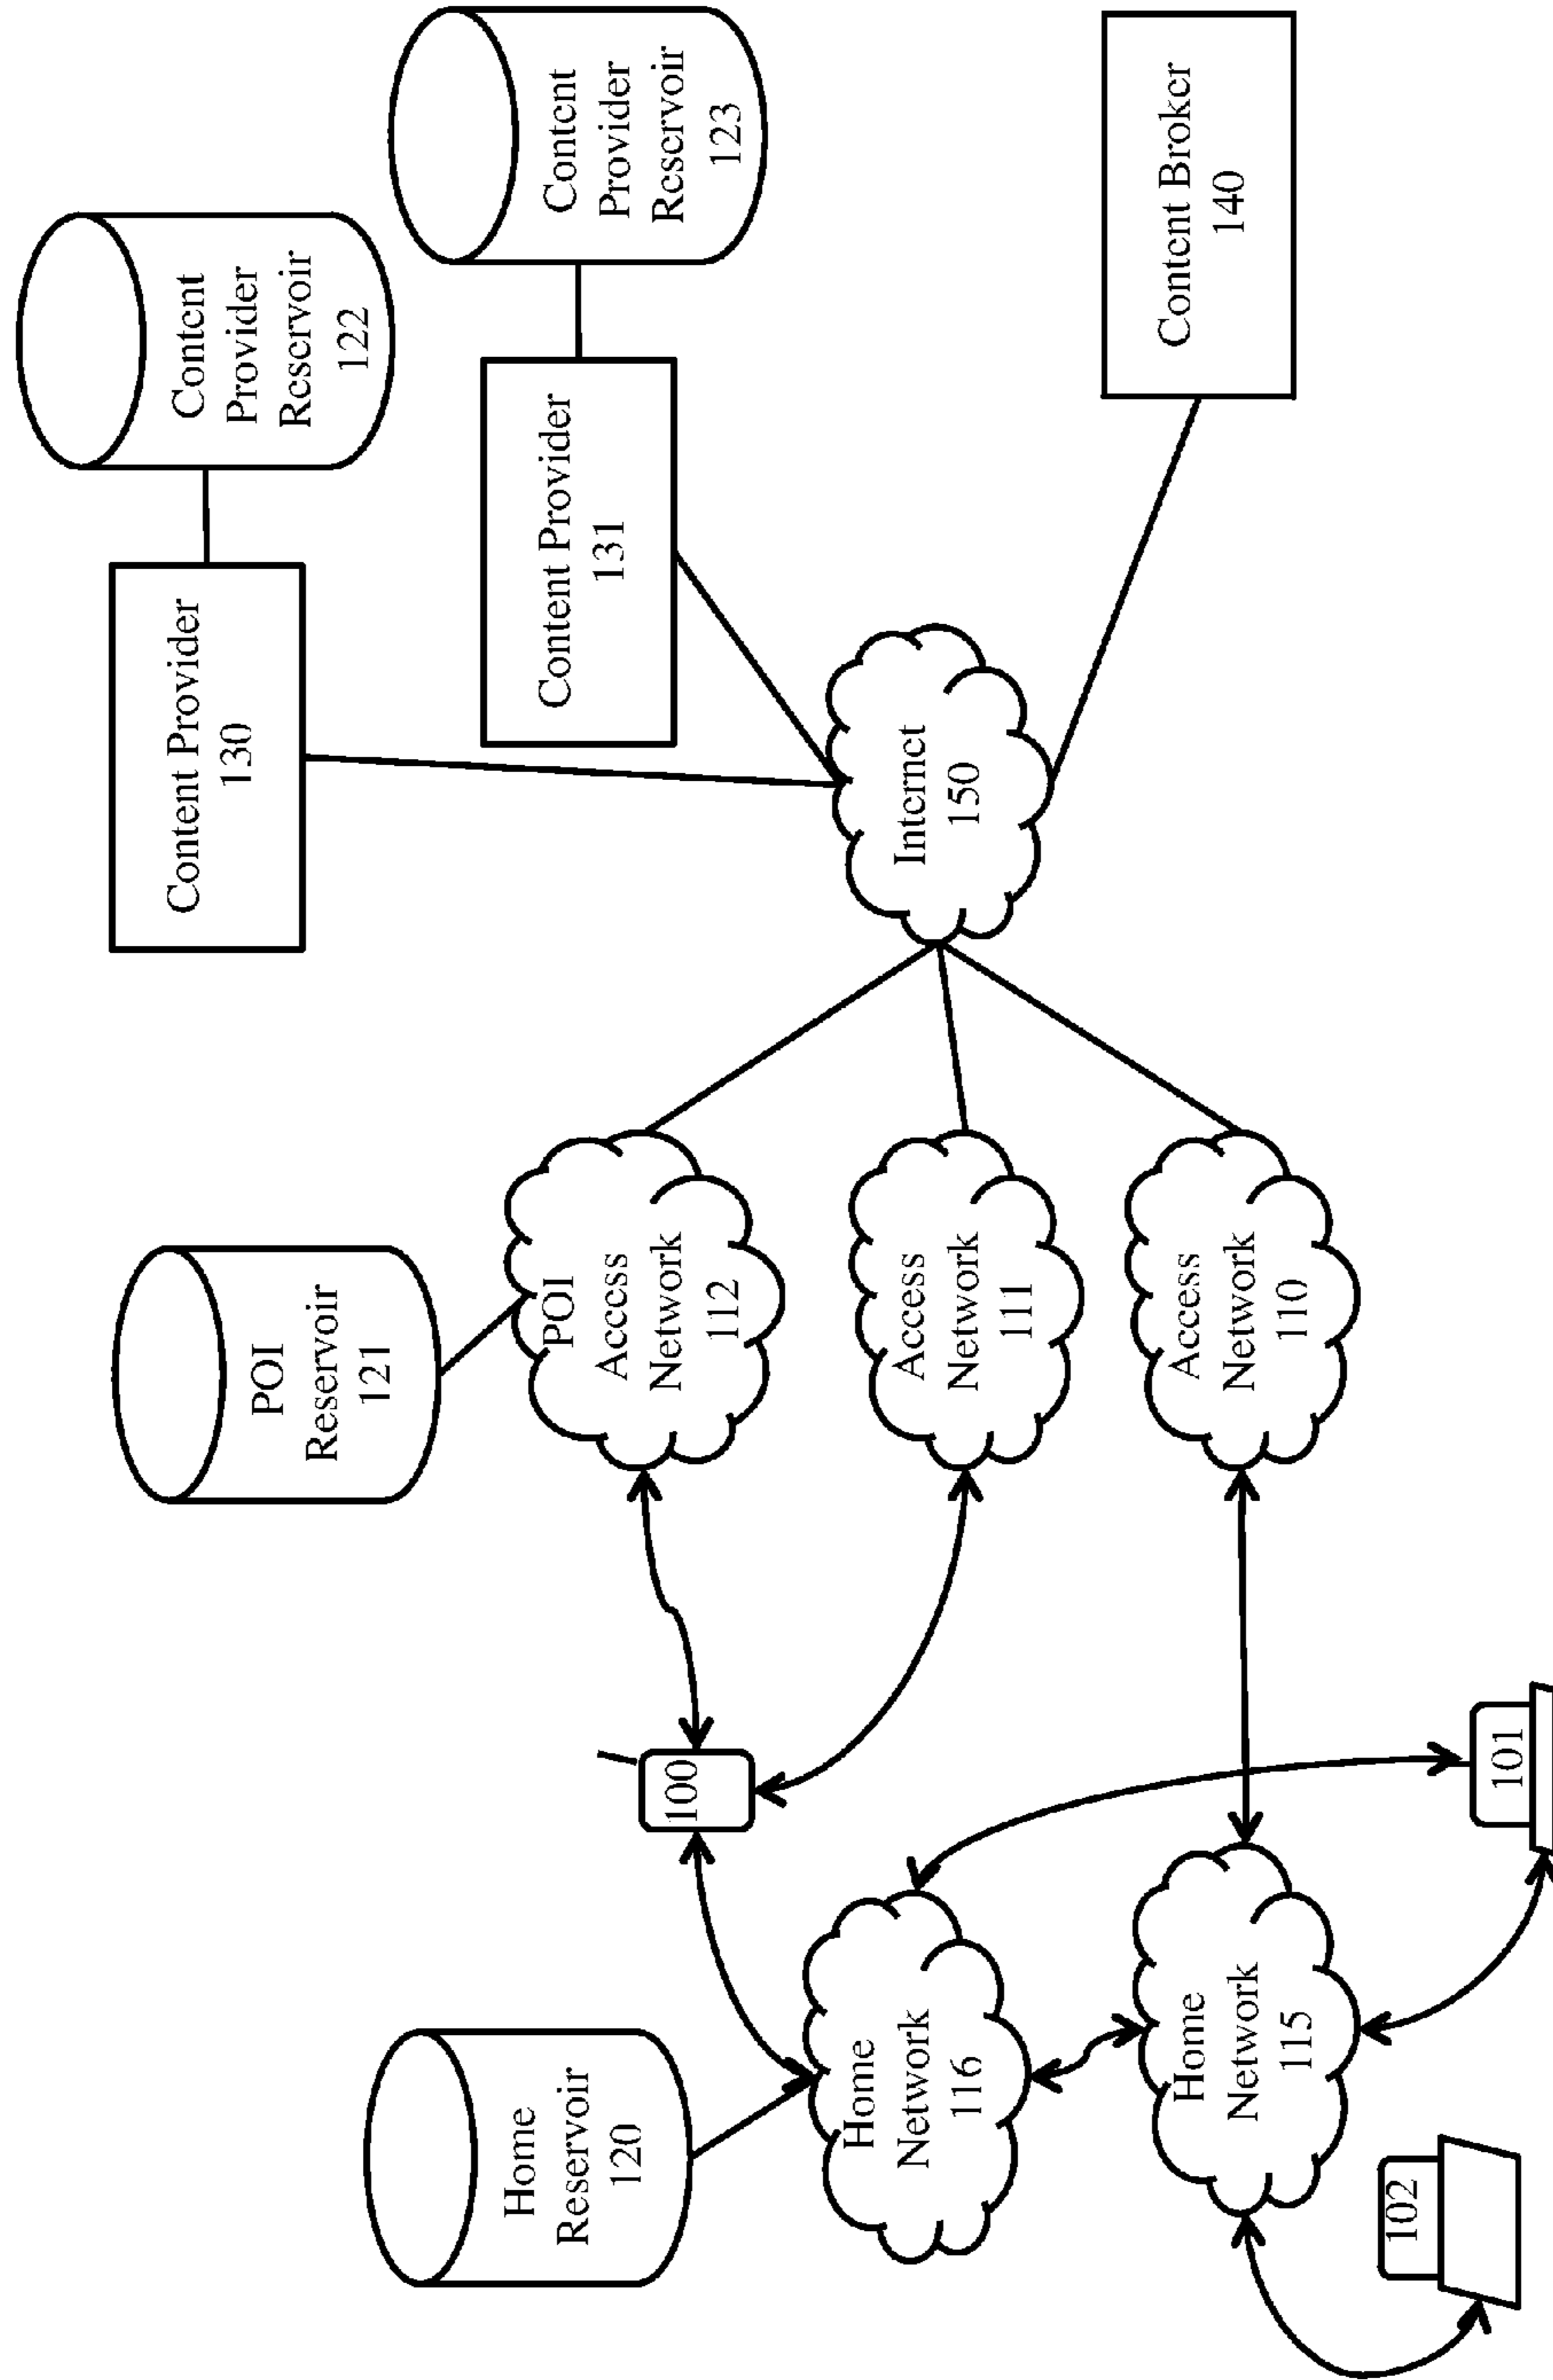 Content
Provider
Reservoir
122
Content
Provider
Reservoir
123
Content Provider
130
Content Provider
131
Content Broker
140
Internet
150
POI
Reservoir
121
POI
Access
Network
112
Access
Network
111
Access
Network
110
100
101
Home
Reservoir
120
Home
Network
116
Home
Network
115
102